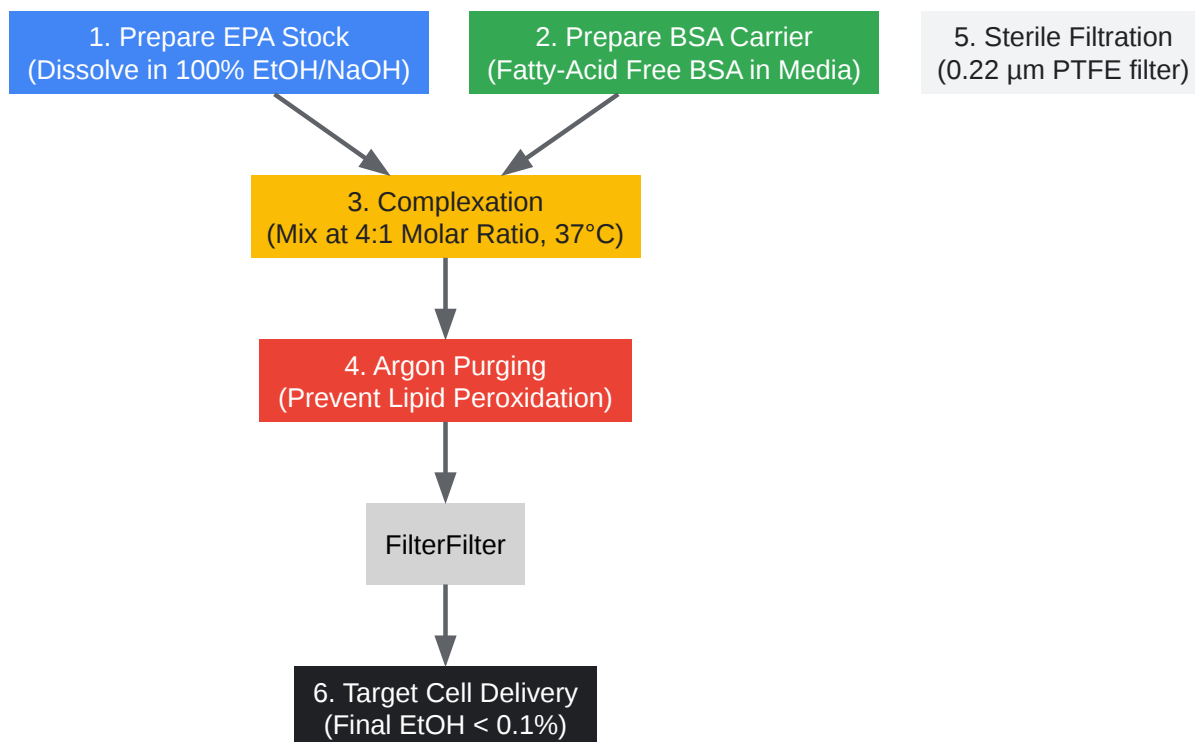 1. Prepare EPA Stock
(Dissolve in 100% EtOH/NaOH)
2. Prepare BSA Carrier
(Fatty-Acid Free BSA in Media)
5. Sterile Filtration
(0.22 µm PTFE filter)
3. Complexation
(Mix at 4:1 Molar Ratio, 37°C)
4. Argon Purging
(Prevent Lipid Peroxidation)
FilterFilter
6. Target Cell Delivery
(Final EtOH < 0.1%)